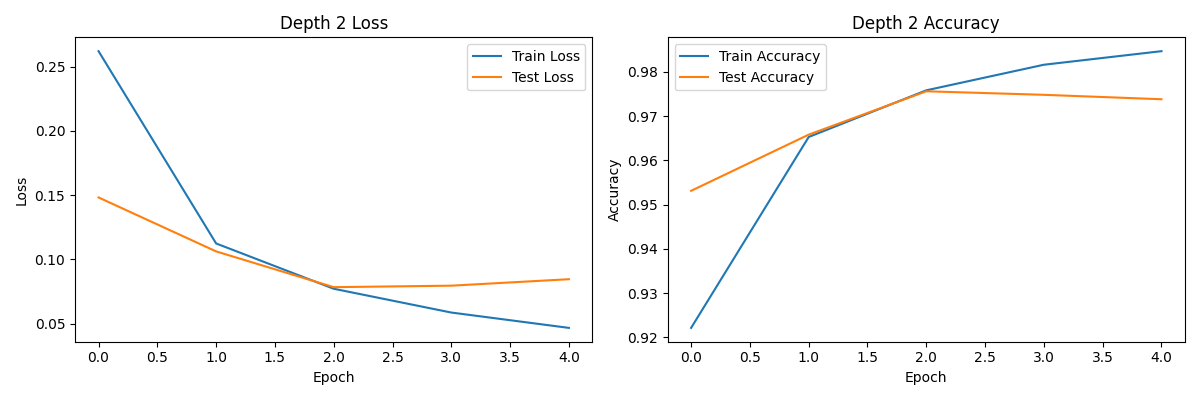 Depth 2 Loss
Train Loss
Test Loss
Loss
0.25
0.20
0.15
0.10
0.05
0.0 0.5 1.0 1.5 2.0 2.5 3.0 3.5 4.0
Epoch
Depth 2 Accuracy
Train Accuracy
Test Accuracy
Accuracy
0.98
0.97
0.96
0.95
0.94
0.93
0.92
0.0 0.5 1.0 1.5 2.0 2.5 3.0 3.5 4.0
Epoch